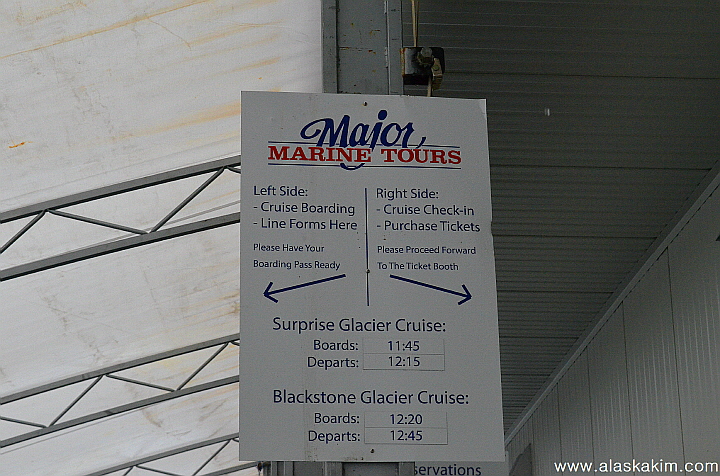 Major
MARINE TOURS
Left Side:
- Cruise Boarding
- Line Forms Here
Please Have Your
Boarding Pass Ready
Right Side:
- Cruise Check-in
- Purchase Tickets
Please Proceed Forward
To The Ticket Booth
Surprise Glacier Cruise:
Boards: 11:45
Departs: 12:15
Blackstone Glacier Cruise:
Boards: 12:20
Departs: 12:45
servations
www.alaskakim.com